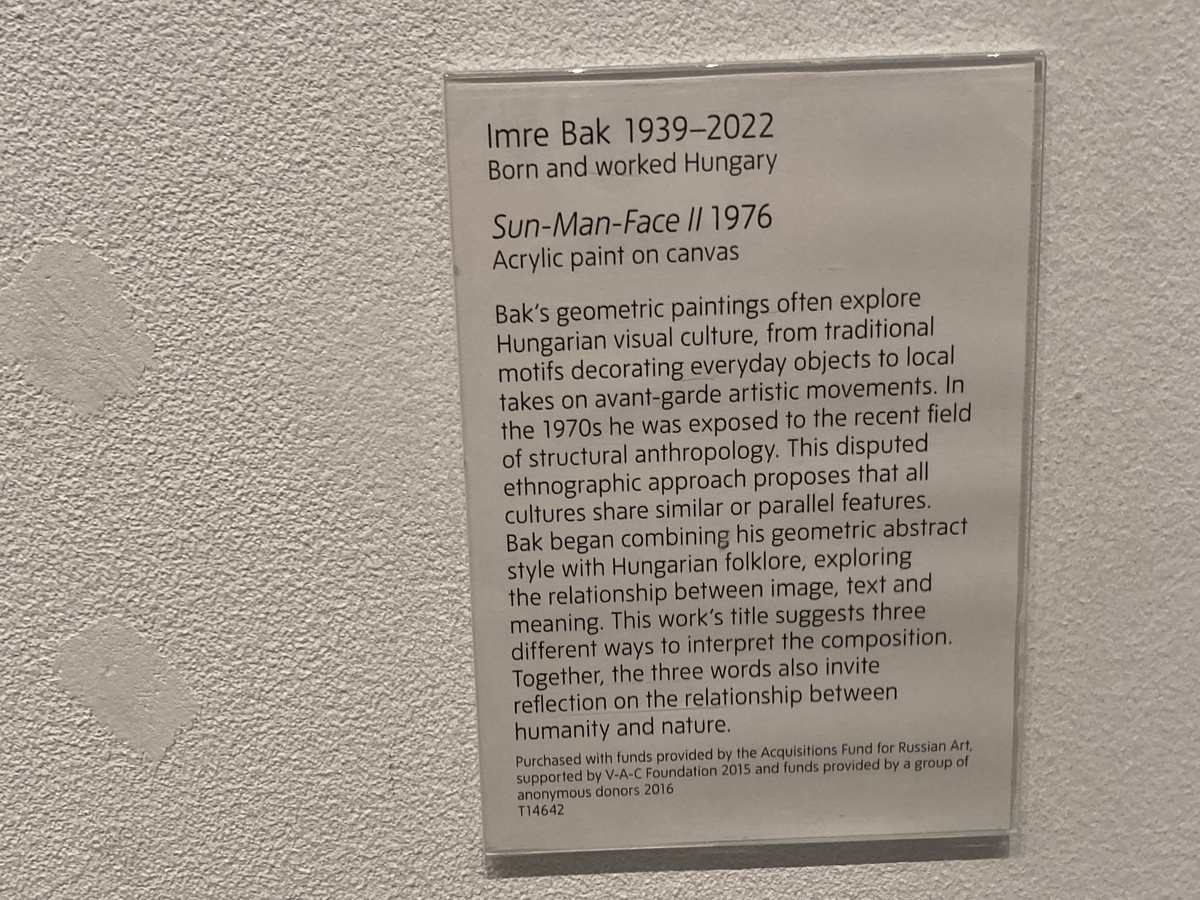 Imre Bak 1939–2022
Born and worked Hungary
Sun-Man-Face II 1976
Acrylic paint on canvas
Bak's geometric paintings often explore
Hungarian visual culture, from traditional
motifs decorating everyday objects to local
takes on avant-garde artistic movements. In
the 1970s he was exposed to the recent field
of structural anthropology. This disputed
ethnographic approach proposes that all
cultures share similar or parallel features.
Bak began combining his geometric abstract
style with Hungarian folklore, exploring
the relationship between image, text and
meaning. This work's title suggests three
different ways to interpret the composition.
Together, the three words also invite
reflection on the relationship between
humanity and nature.
Purchased with funds provided by the Acquisitions Fund for Russian Art,
supported by V-A-C Foundation 2015 and funds provided by a group of
anonymous donors 2016
T14642